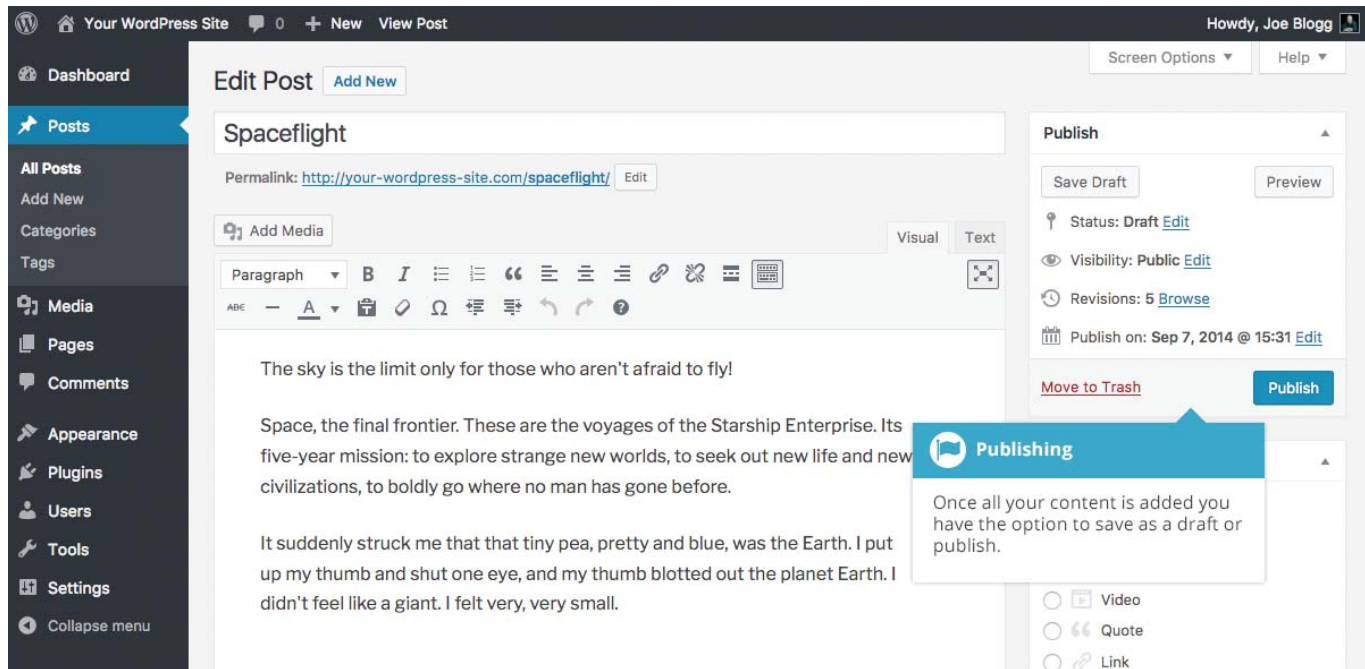 Your WordPress Site 0 + New View Post Howdy, Joe Blogg
Screen Options ▼ Help ▼
Dashboard
Posts
All Posts
Add New
Categories
Tags
Media
Pages
Comments
Appearance
Plugins
Users
Tools
Settings
Collapse menu
Edit Post Add New
Spaceflight
Permalink: http://your-wordpress-site.com/spaceflight/ Edit
Add Media
Visual Text
Paragraph ▼ B I
ABC A Ω
The sky is the limit only for those who aren't afraid to fly!
Space, the final frontier. These are the voyages of the Starship Enterprise. Its
five-year mission: to explore strange new worlds, to seek out new life and new
civilizations, to boldly go where no man has gone before.
It suddenly struck me that that tiny pea, pretty and blue, was the Earth. I put
up my thumb and shut one eye, and my thumb blotted out the planet Earth. I
didn't feel like a giant. I felt very, very small.
Publish
Save Draft Preview
Status: Draft Edit
Visibility: Public Edit
Revisions: 5 Browse
Publish on: Sep 7, 2014 @ 15:31 Edit
Move to Trash Publish
Publishing
Once all your content is added you
have the option to save as a draft or
publish.
Video
Quote
Link